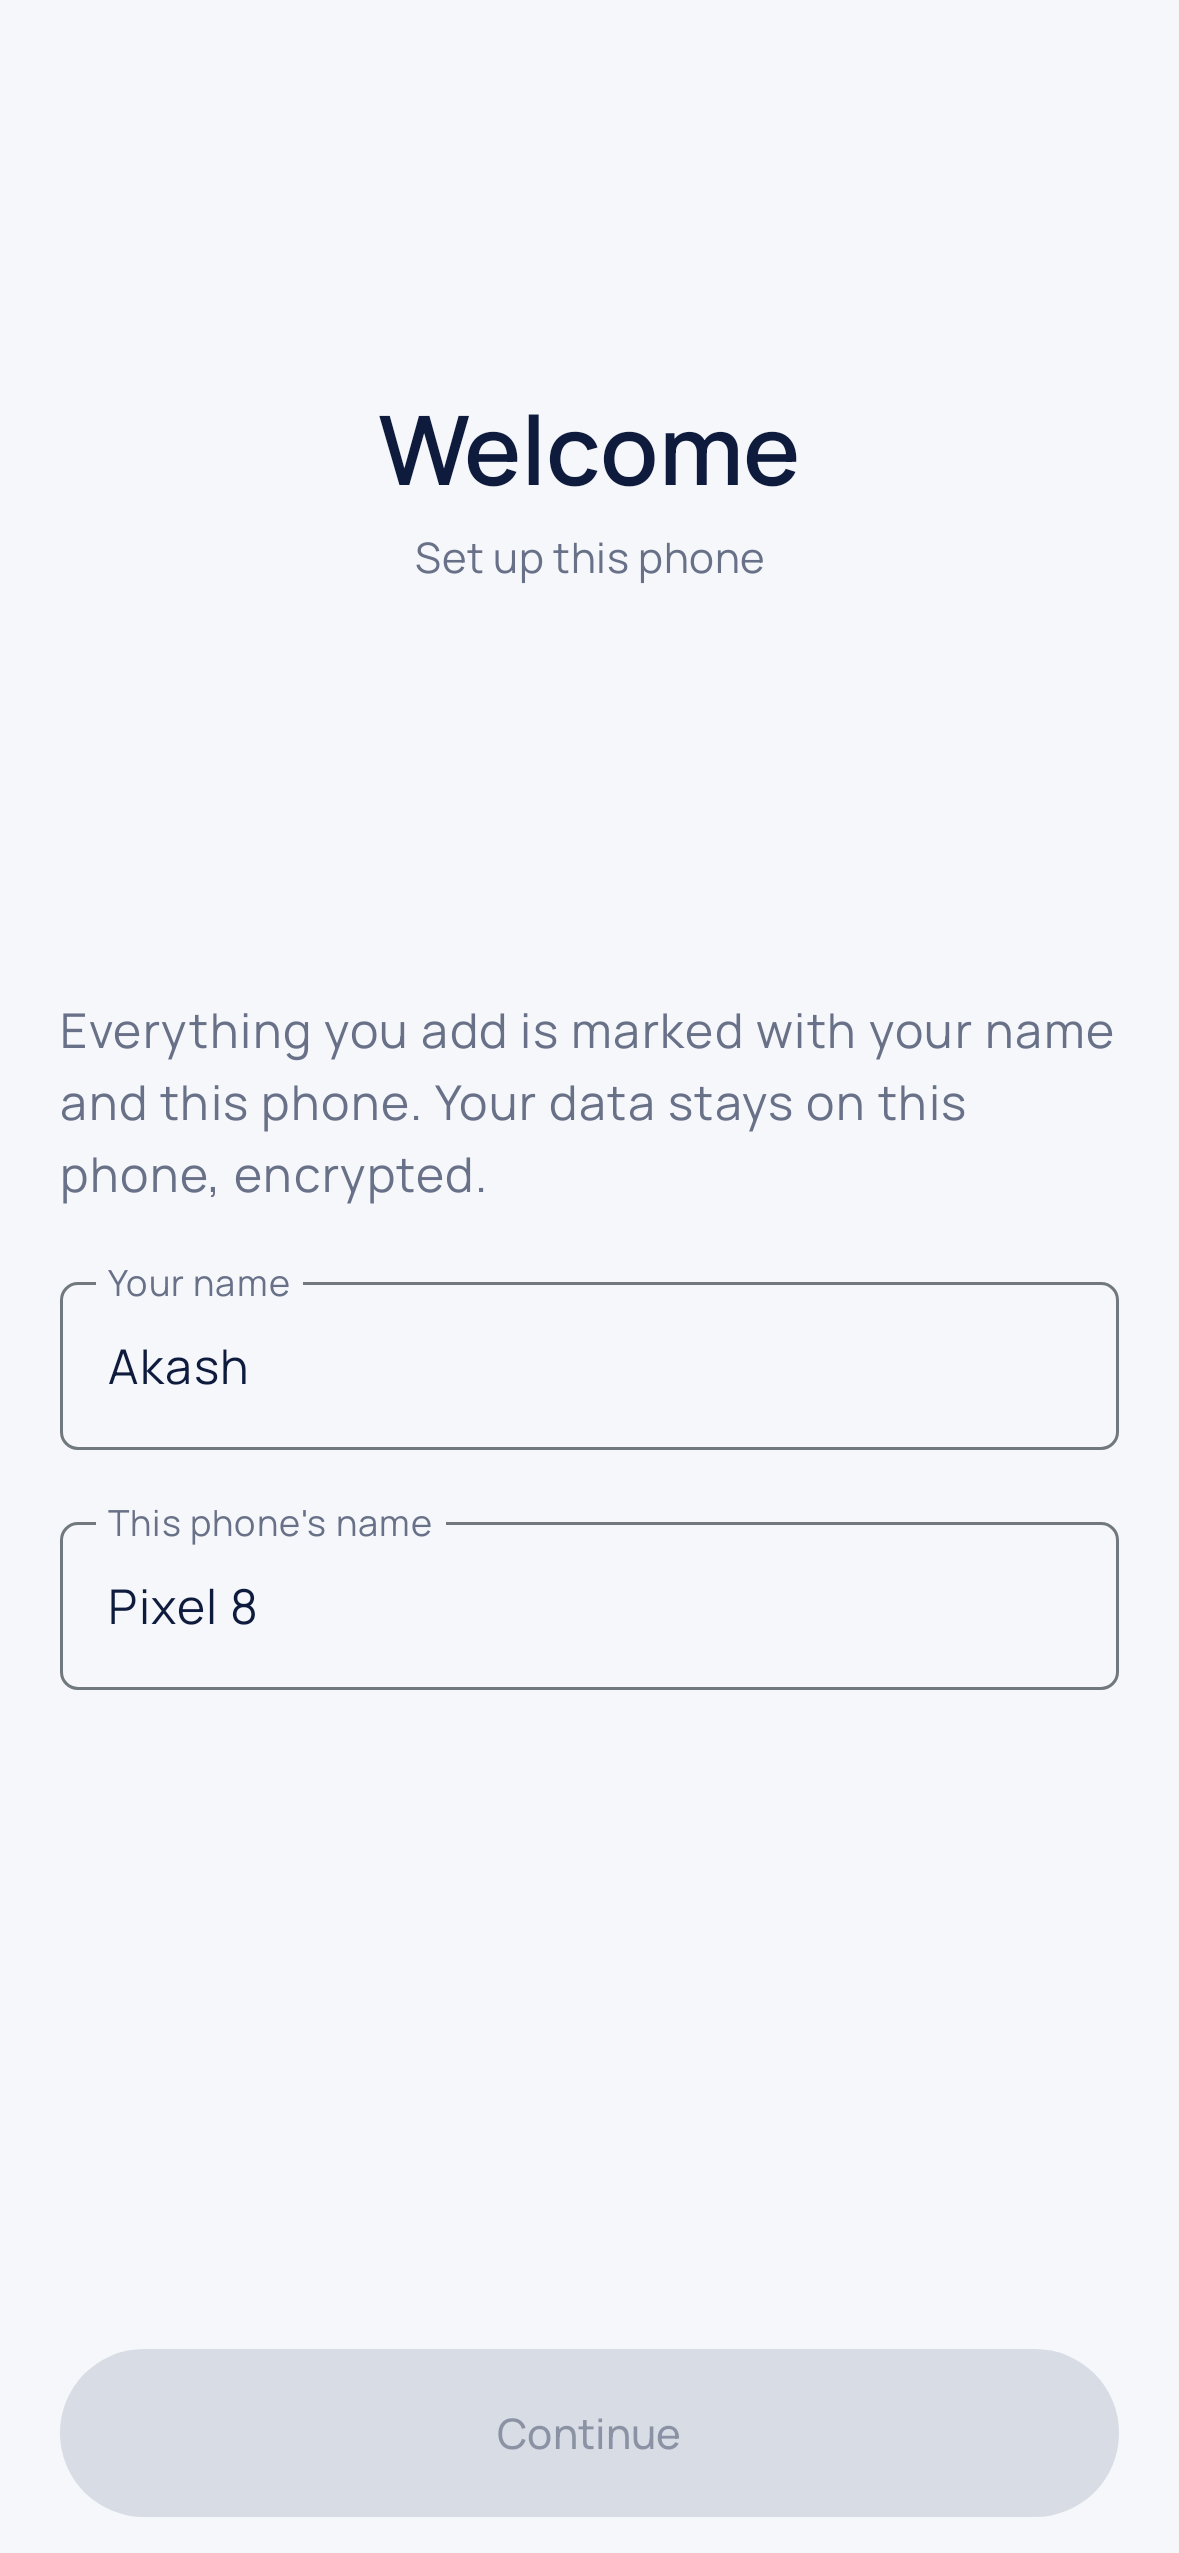 Welcome
Set up this phone
Everything you add is marked with your name
and this phone. Your data stays on this
phone, encrypted.
Your name
Akash
This phone's name
Pixel 8
Continue